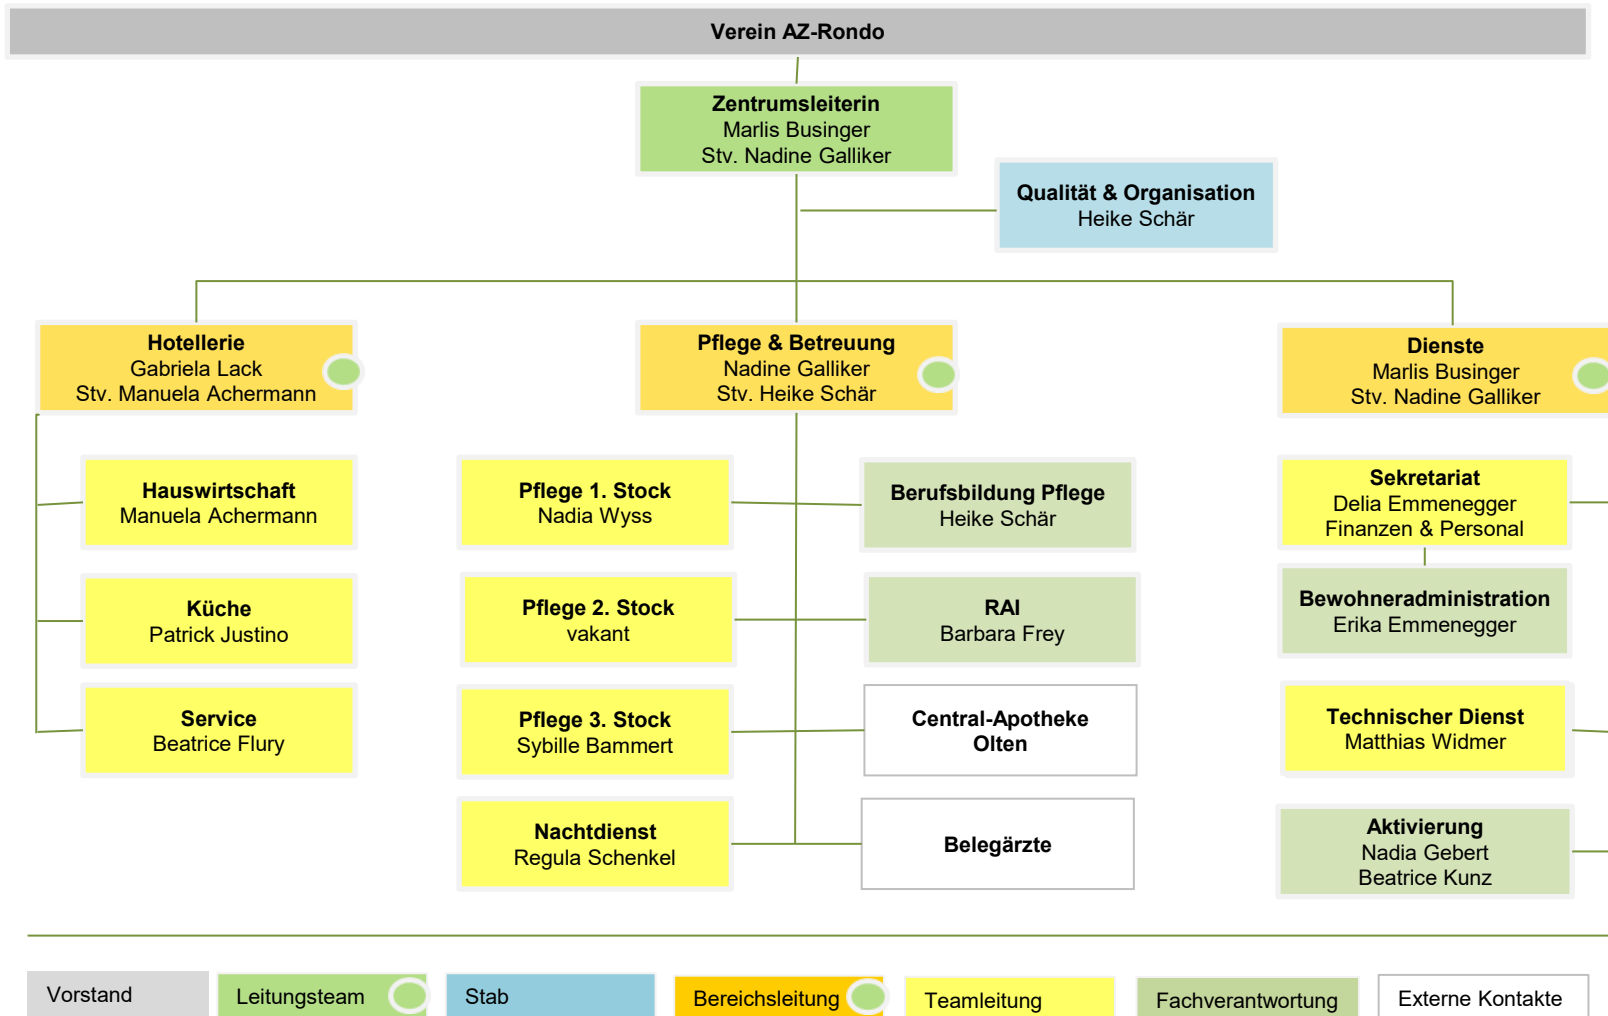 Verein AZ-Rondo
Zentrumsleiterin
Marlis Businger
Stv. Nadine Galliker
Qualität & Organisation
Heike Schär
Hotellerie
Gabriela Lack
Stv. Manuela Achermann
Pflege & Betreuung
Nadine Galliker
Stv. Heike Schär
Dienste
Marlis Businger
Stv. Nadine Galliker
Hauswirtschaft
Manuela Achermann
Pflege 1. Stock
Nadia Wyss
Berufsbildung Pflege
Heike Schär
Sekretariat
Delia Emmenegger
Finanzen & Personal
Küche
Patrick Justino
Pflege 2. Stock
vakant
RAI
Barbara Frey
Bewohneradministration
Erika Emmenegger
Service
Beatrice Flury
Pflege 3. Stock
Sybille Bammert
Central-Apotheke
Olten
Technischer Dienst
Matthias Widmer
Nachtdienst
Regula Schenkel
Belegärzte
Aktivierung
Nadia Gebert
Beatrice Kunz
Vorstand
Leitungsteam
Stab
Bereichsleitung
Teamleitung
Fachverantwortung
Externe Kontakte